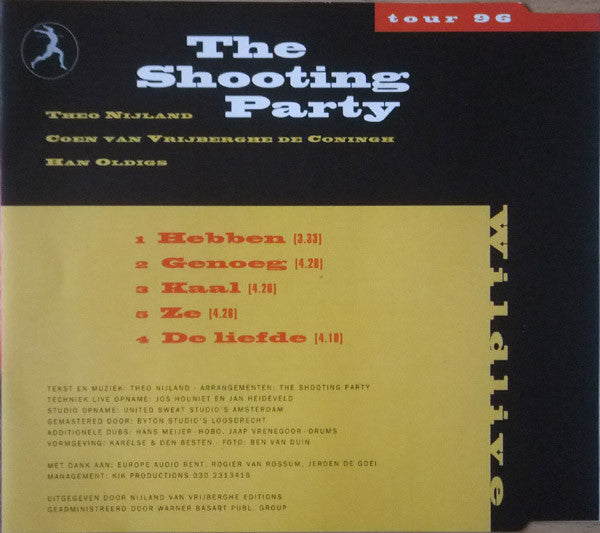 tour 96
The
Shooting
Party
Theo Nijland
Coen van Vrijberghe de Coningh
Han Oldigs
Wildlive
1 Hebben [3.33]
2 Genoeg [4.28]
3 Kaal [4.26]
5 Ze [4.26]
4 De liefde [4.10]
TEKST EN MUZIEK: THEO NIJLAND · ARRANGEMENTEN: THE SHOOTING PARTY
TECHNIEK LIVE OPNAME: JOS HOUNIET EN JAN HEIDEVELD
STUDIO OPNAME: UNITED SWEAT STUDIO'S AMSTERDAM
GEMASTERED DOOR: BYTON STUDIO'S LOOSDRECHT
ADDITIONELE DUBS: HANS MEIJER · HOBO, JAAP VRENEGOOR · DRUMS
VORMGEVING: KARELSE & DEN BESTEN · FOTO: BEN VAN DUIN
MET DANK AAN: EUROPE AUDIO RENT, ROGIER VAN ROSSUM, JEROEN DE GOEI
MANAGEMENT: KIK PRODUCTIONS 030 2313416
UITGEGEVEN DOOR NIJLAND VAN VRIJBERGHE EDITIONS
GEADMINISTREERD DOOR WARNER BASART PUBL. GROUP